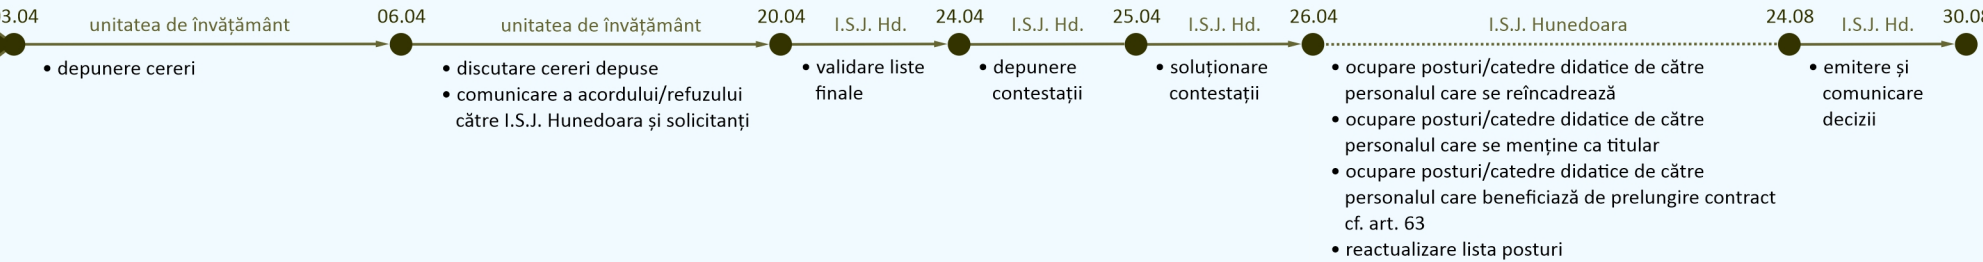 03.04
unitatea de învățământ
06.04
unitatea de învățământ
20.04
I.S.J. Hd.
24.04
I.S.J. Hd.
25.04
I.S.J. Hd.
26.04
I.S.J. Hunedoara
24.08
I.S.J. Hd.
30.08
• depunere cereri
• discutare cereri depuse
• comunicare a acordului/refuzului
către I.S.J. Hunedoara și solicitanți
• validare liste
finale
• depunere
contestații
• soluționare
contestații
• ocupare posturi/catedre didatice de către
personalul care se reîncadrează
• ocupare posturi/catedre didatice de către
personalul care se menține ca titular
• ocupare posturi/catedre didatice de către
personalul care beneficiază de prelungire contract
cf. art. 63
• reactualizare lista posturi
• emitere și
comunicare
decizii